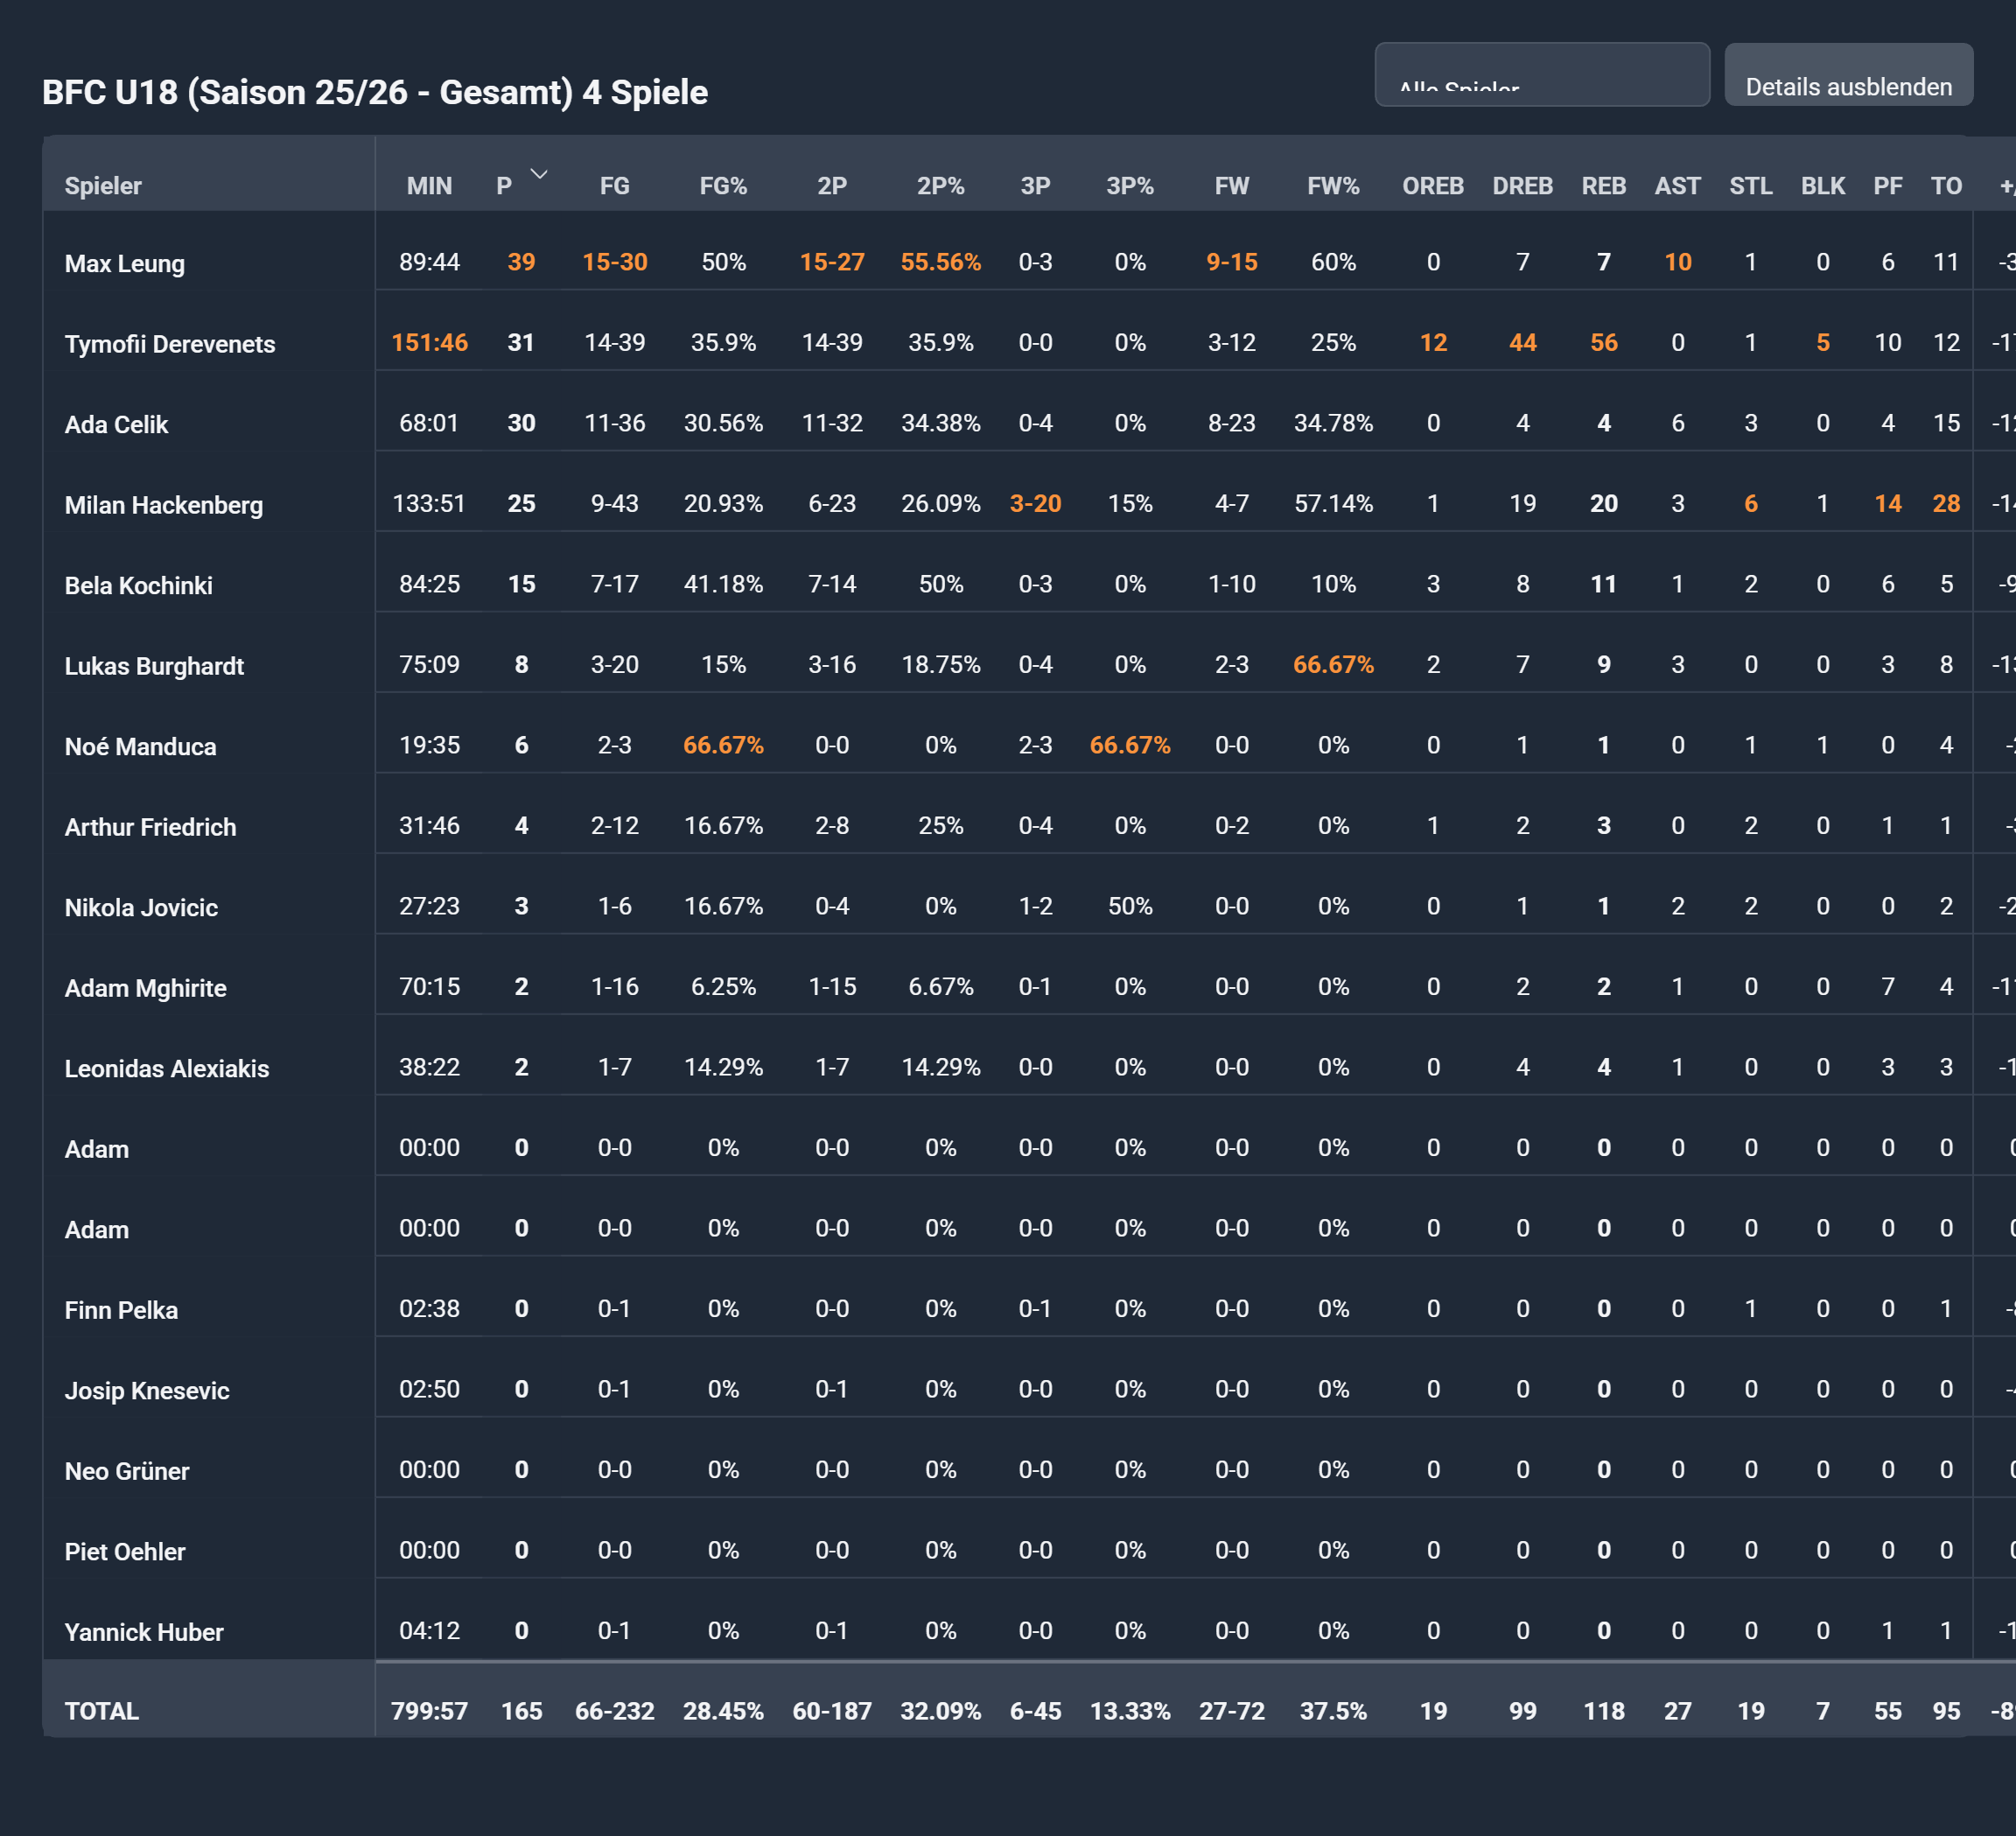 BFC U18 (Saison 25/26 - Gesamt) 4 Spiele
Alle Spieler
Details ausblenden
Spieler MIN P FG FG% 2P 2P% 3P 3P% FW FW% OREB DREB REB AST STL BLK PF TO +/
Max Leung 89:44 39 15-30 50% 15-27 55.56% 0-3 0% 9-15 60% 0 7 7 10 1 0 6 11 -3
Tymofii Derevenets 151:46 31 14-39 35.9% 14-39 35.9% 0-0 0% 3-12 25% 12 44 56 0 1 5 10 12 -17
Ada Celik 68:01 30 11-36 30.56% 11-32 34.38% 0-4 0% 8-23 34.78% 0 4 4 6 3 0 4 15 -12
Milan Hackenberg 133:51 25 9-43 20.93% 6-23 26.09% 3-20 15% 4-7 57.14% 1 19 20 3 6 1 14 28 -14
Bela Kochinki 84:25 15 7-17 41.18% 7-14 50% 0-3 0% 1-10 10% 3 8 11 1 2 0 6 5 -9
Lukas Burghardt 75:09 8 3-20 15% 3-16 18.75% 0-4 0% 2-3 66.67% 2 7 9 3 0 0 3 8 -13
Noé Manduca 19:35 6 2-3 66.67% 0-0 0% 2-3 66.67% 0-0 0% 0 1 1 0 1 1 0 4
Arthur Friedrich 31:46 4 2-12 16.67% 2-8 25% 0-4 0% 0-2 0% 1 2 3 0 2 0 1 1
Nikola Jovicic 27:23 3 1-6 16.67% 0-4 0% 1-2 50% 0-0 0% 0 1 1 2 2 0 0 2 -2
Adam Mghirite 70:15 2 1-16 6.25% 1-15 6.67% 0-1 0% 0-0 0% 0 2 2 1 0 0 7 4 -11
Leonidas Alexiakis 38:22 2 1-7 14.29% 1-7 14.29% 0-0 0% 0-0 0% 0 4 4 1 0 0 3 3 -1
Adam 00:00 0 0-0 0% 0-0 0% 0-0 0% 0-0 0% 0 0 0 0 0 0 0 0 0
Adam 00:00 0 0-0 0% 0-0 0% 0-0 0% 0-0 0% 0 0 0 0 0 0 0 0 0
Finn Pelka 02:38 0 0-1 0% 0-0 0% 0-1 0% 0-0 0% 0 0 0 0 1 0 0 1
Josip Knesevic 02:50 0 0-1 0% 0-1 0% 0-0 0% 0-0 0% 0 0 0 0 0 0 0 0
Neo Grüner 00:00 0 0-0 0% 0-0 0% 0-0 0% 0-0 0% 0 0 0 0 0 0 0 0 0
Piet Oehler 00:00 0 0-0 0% 0-0 0% 0-0 0% 0-0 0% 0 0 0 0 0 0 0 0 0
Yannick Huber 04:12 0 0-1 0% 0-1 0% 0-0 0% 0-0 0% 0 0 0 0 0 0 1 1 -1
TOTAL 799:57 165 66-232 28.45% 60-187 32.09% 6-45 13.33% 27-72 37.5% 19 99 118 27 19 7 55 95 -8